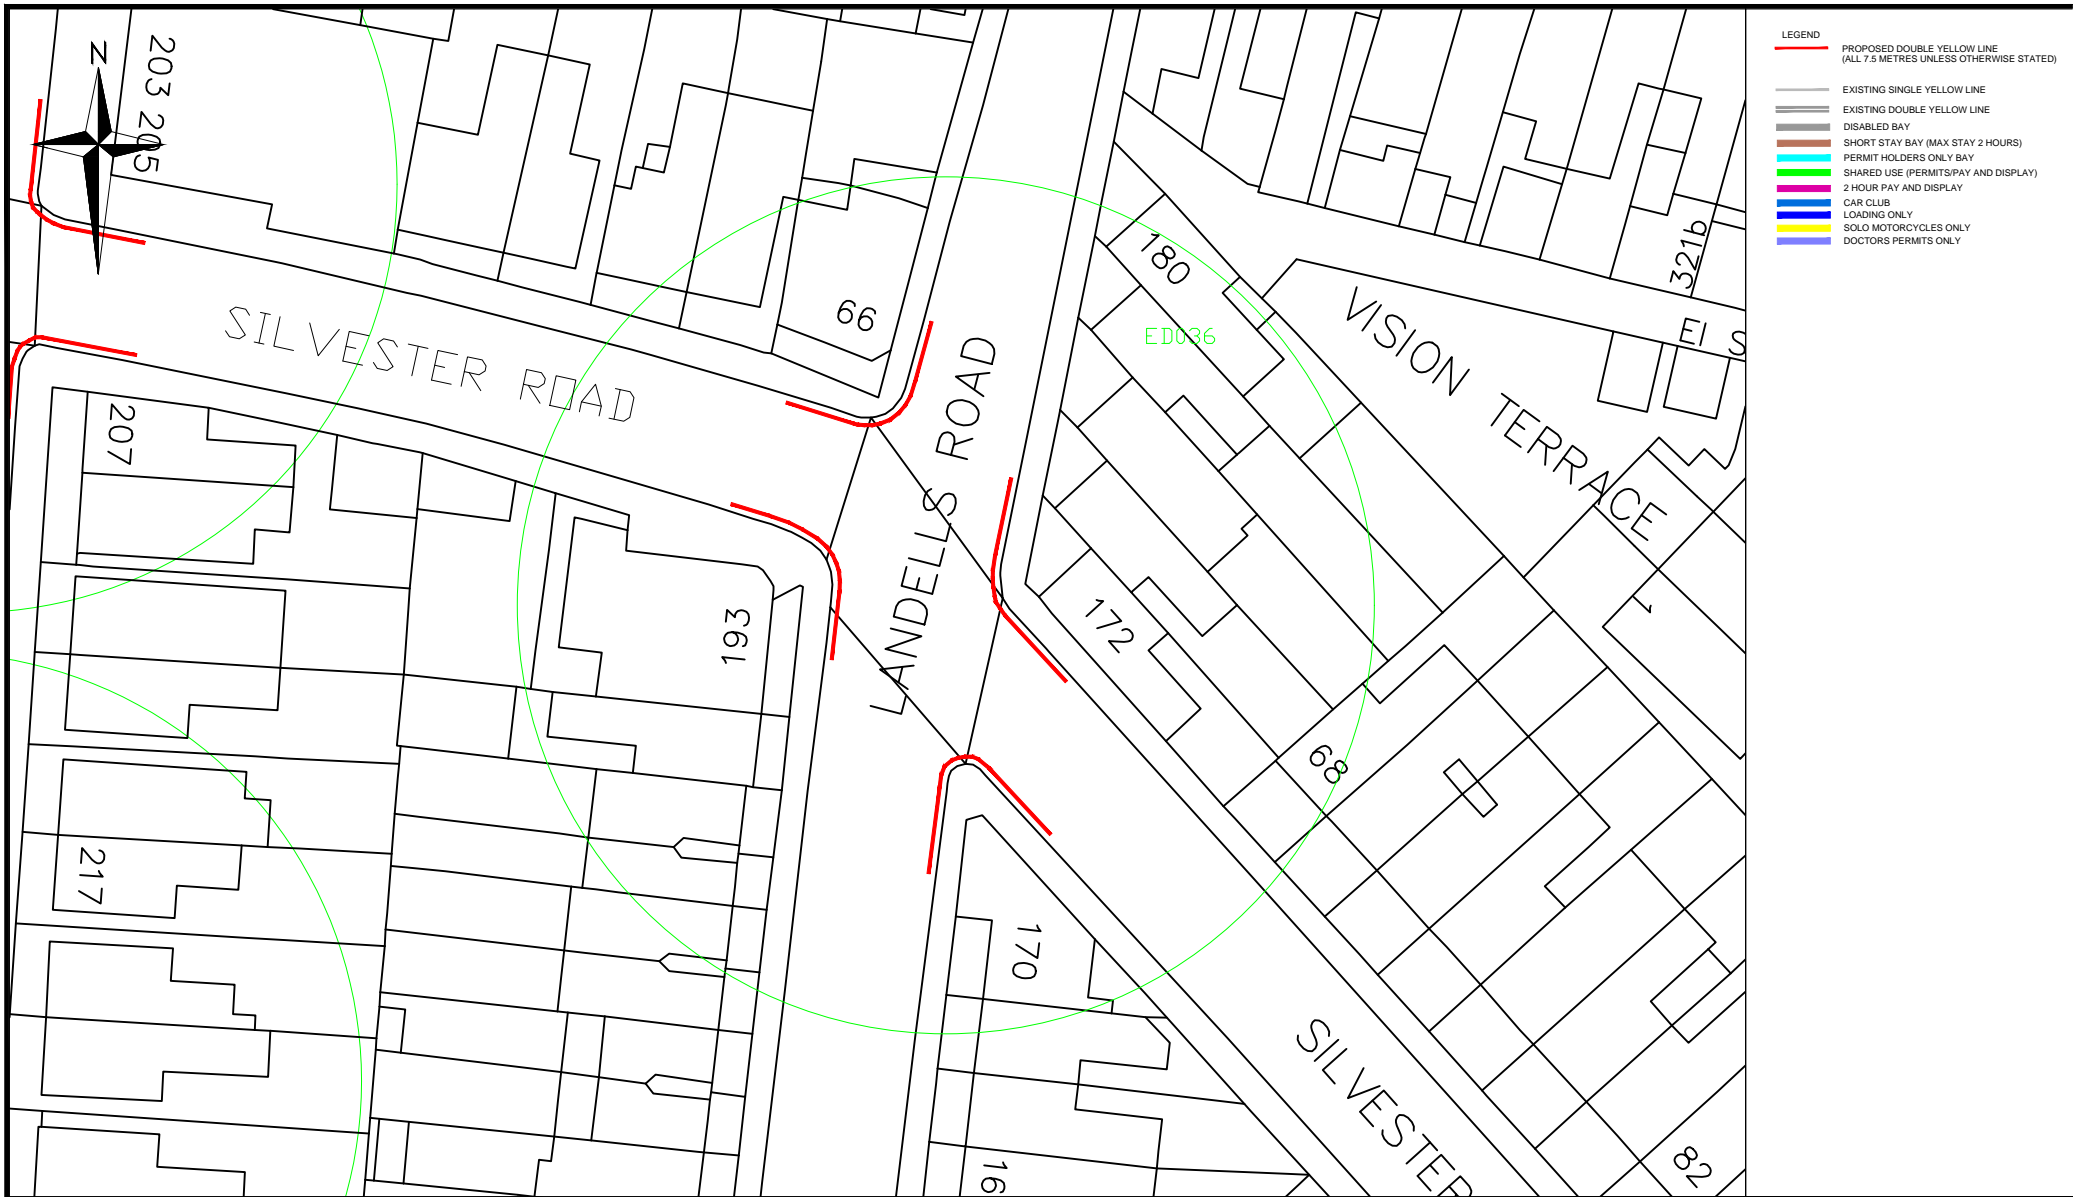 N
203 205
SILVESTER ROAD
66
LANDELLS ROAD
180
ED036
VISION TERRACE
321b
207
193
172
1
68
217
170
SILVESTER
82
LEGEND
PROPOSED DOUBLE YELLOW LINE
(ALL 7.5 METRES UNLESS OTHERWISE STATED)
EXISTING SINGLE YELLOW LINE
EXISTING DOUBLE YELLOW LINE
DISABLED BAY
SHORT STAY BAY (MAX STAY 2 HOURS)
PERMIT HOLDERS ONLY BAY
SHARED USE (PERMITS/PAY AND DISPLAY)
2 HOUR PAY AND DISPLAY
CAR CLUB
LOADING ONLY
SOLO MOTORCYCLES ONLY
DOCTORS PERMITS ONLY